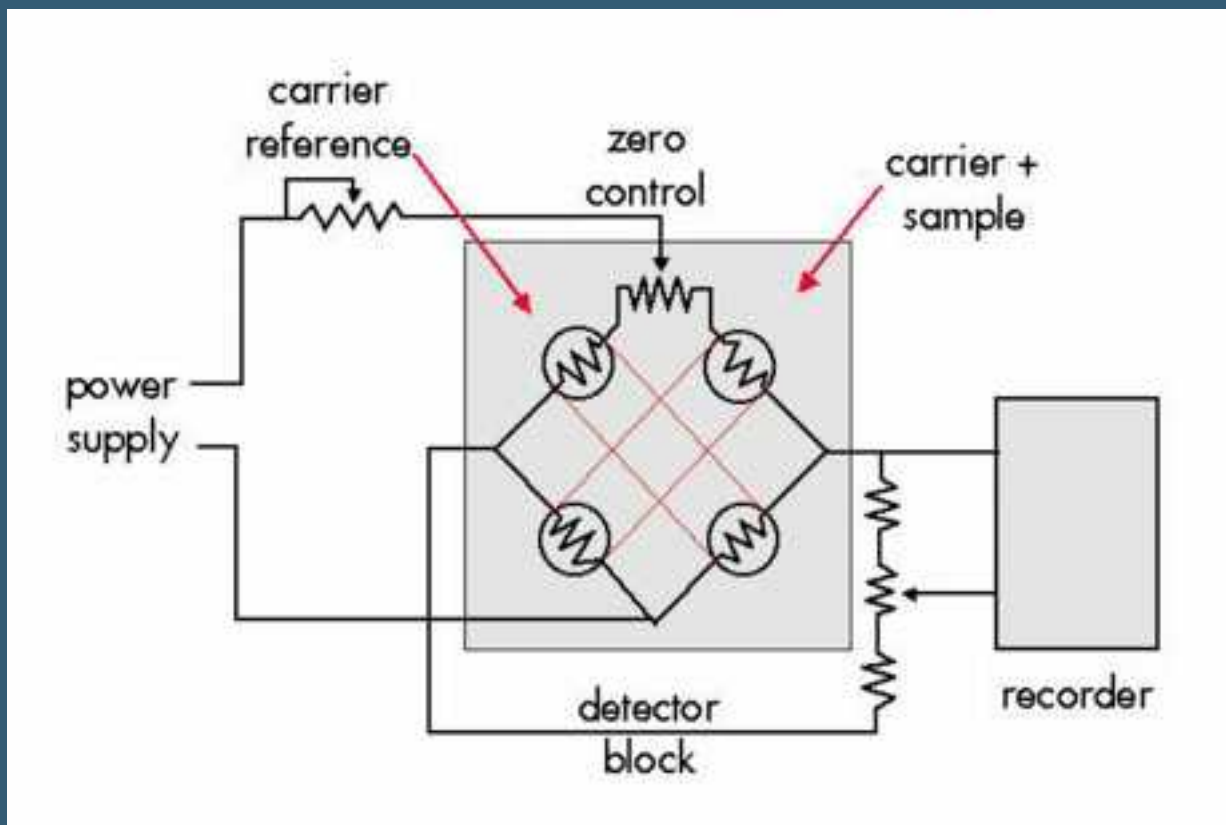 carrier
reference
zero
control
carrier +
sample
power
supply
detector
block
recorder